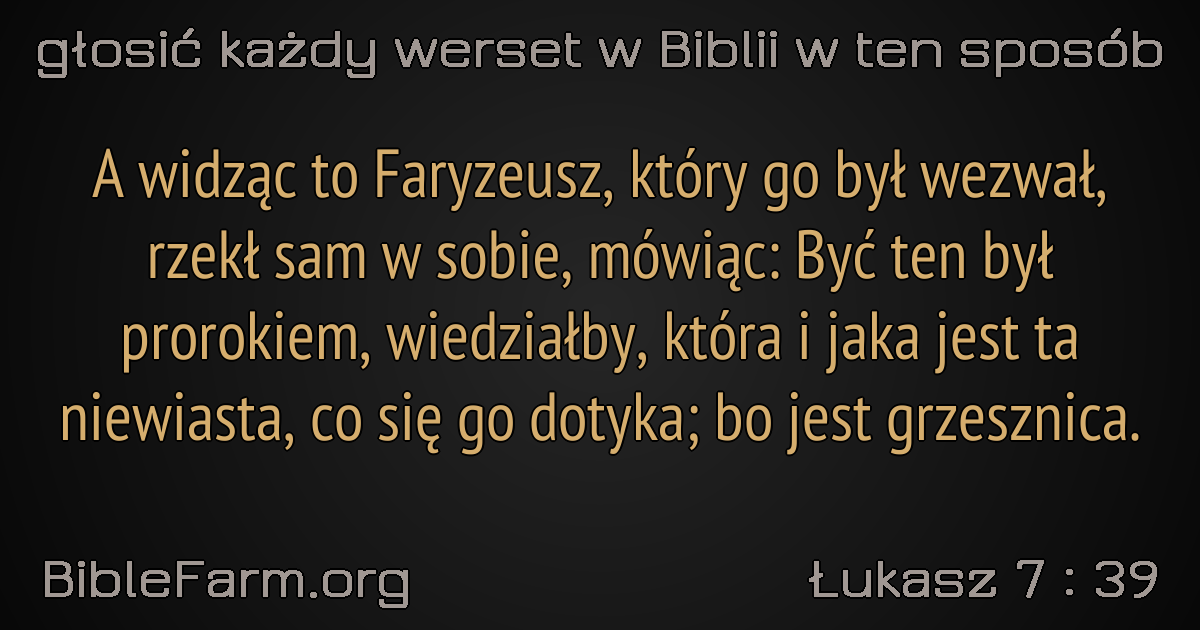 głosić każdy werset w Biblii w ten sposób
A widząc to Faryzeusz, który go był wezwał,
rzekł sam w sobie, mówiąc: Być ten był
prorokiem, wiedziałby, która i jaka jest ta
niewiasta, co się go dotyka; bo jest grzesznica.
BibleFarm.org
Łukasz 7 : 39